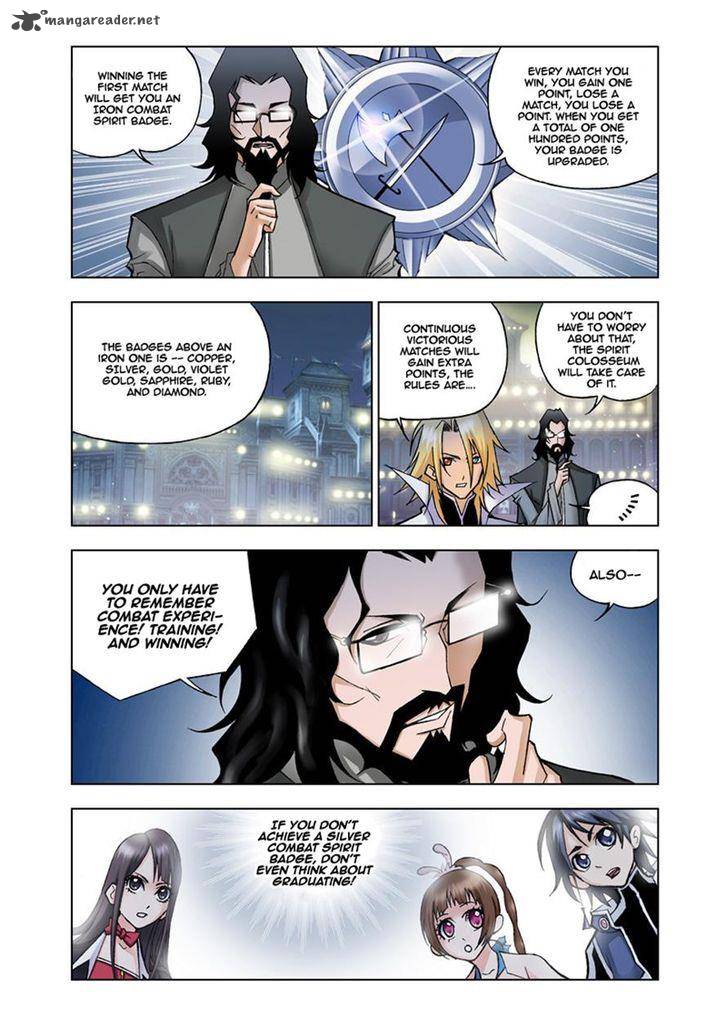 mangareader.net
WINNING THE
FIRST MATCH
WILL GET YOU AN
IRON COMBAT
SPIRIT BADGE.
EVERY MATCH YOU
WIN, YOU GAIN ONE
POINT, LOSE A
MATCH, YOU LOSE A
POINT. WHEN YOU GET
A TOTAL OF ONE
HUNDRED POINTS,
YOUR BADGE IS
UPGRADED.
THE BADGES ABOVE AN
IRON ONE IS -- COPPER,
SILVER, GOLD, VIOLET
GOLD, SAPPHIRE, RUBY,
AND DIAMOND.
CONTINUOUS
VICTORIOUS
MATCHES WILL
GAIN EXTRA
POINTS, THE
RULES ARE....
YOU DON'T
HAVE TO WORRY
ABOUT THAT,
THE SPIRIT
COLOSSEUM
WILL TAKE CARE
OF IT.
ALSO--
YOU ONLY HAVE
TO REMEMBER
COMBAT EXPERI-
ENCE! TRAINING!
AND WINNING!
IF YOU DON'T
ACHIEVE A SILVER
COMBAT SPIRIT
BADGE, DON'T
EVEN THINK ABOUT
GRADUATING!